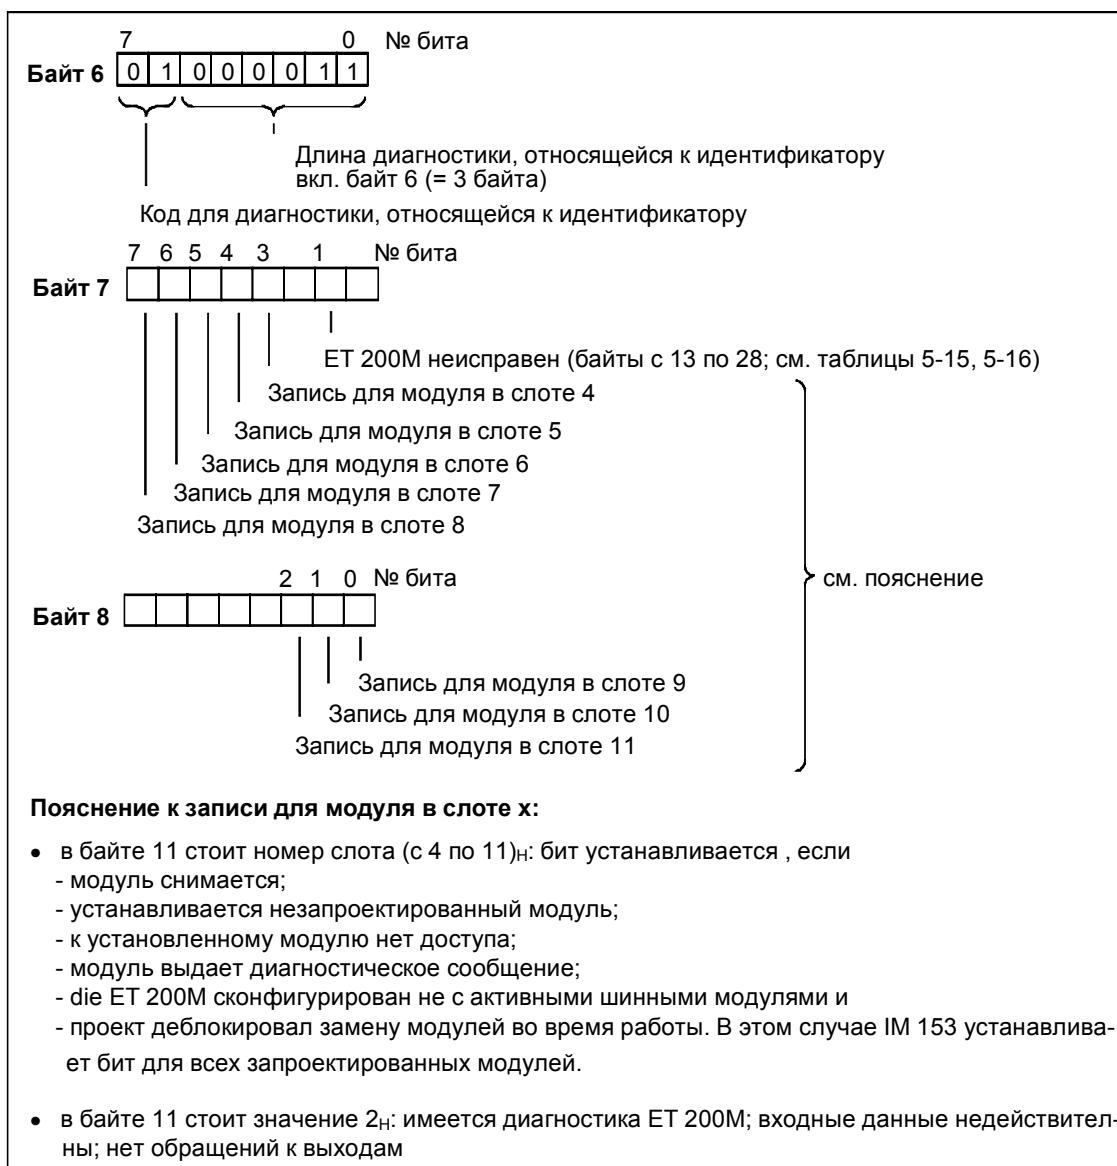 7 0 № бита
Байт 6 0 1 0 0 0 0 1 1
Длина диагностики, относящейся к идентификатору
вкл. байт 6 (= 3 байта)
Код для диагностики, относящейся к идентификатору
7 6 5 4 3 1 № бита
Байт 7
ET 200M неисправен (байты с 13 по 28; см. таблицы 5-15, 5-16)
Запись для модуля в слоте 4
Запись для модуля в слоте 5
Запись для модуля в слоте 6
Запись для модуля в слоте 7
Запись для модуля в слоте 8
2 1 0 № бита
см. пояснение
Байт 8
Запись для модуля в слоте 9
Запись для модуля в слоте 10
Запись для модуля в слоте 11
Пояснение к записи для модуля в слоте x:
• в байте 11 стоит номер слота (с 4 по 11)H: бит устанавливается , если
- модуль снимается;
- устанавливается незапроектированный модуль;
- к установленному модулю нет доступа;
- модуль выдает диагностическое сообщение;
- die ET 200M сконфигурирован не с активными шинными модулями и
- проект деблокировал замену модулей во время работы. В этом случае IM 153 устанавлива-
ет бит для всех запроектированных модулей.
• в байте 11 стоит значение 2H: имеется диагностика ET 200M; входные данные недействител-
ны; нет обращений к выходам